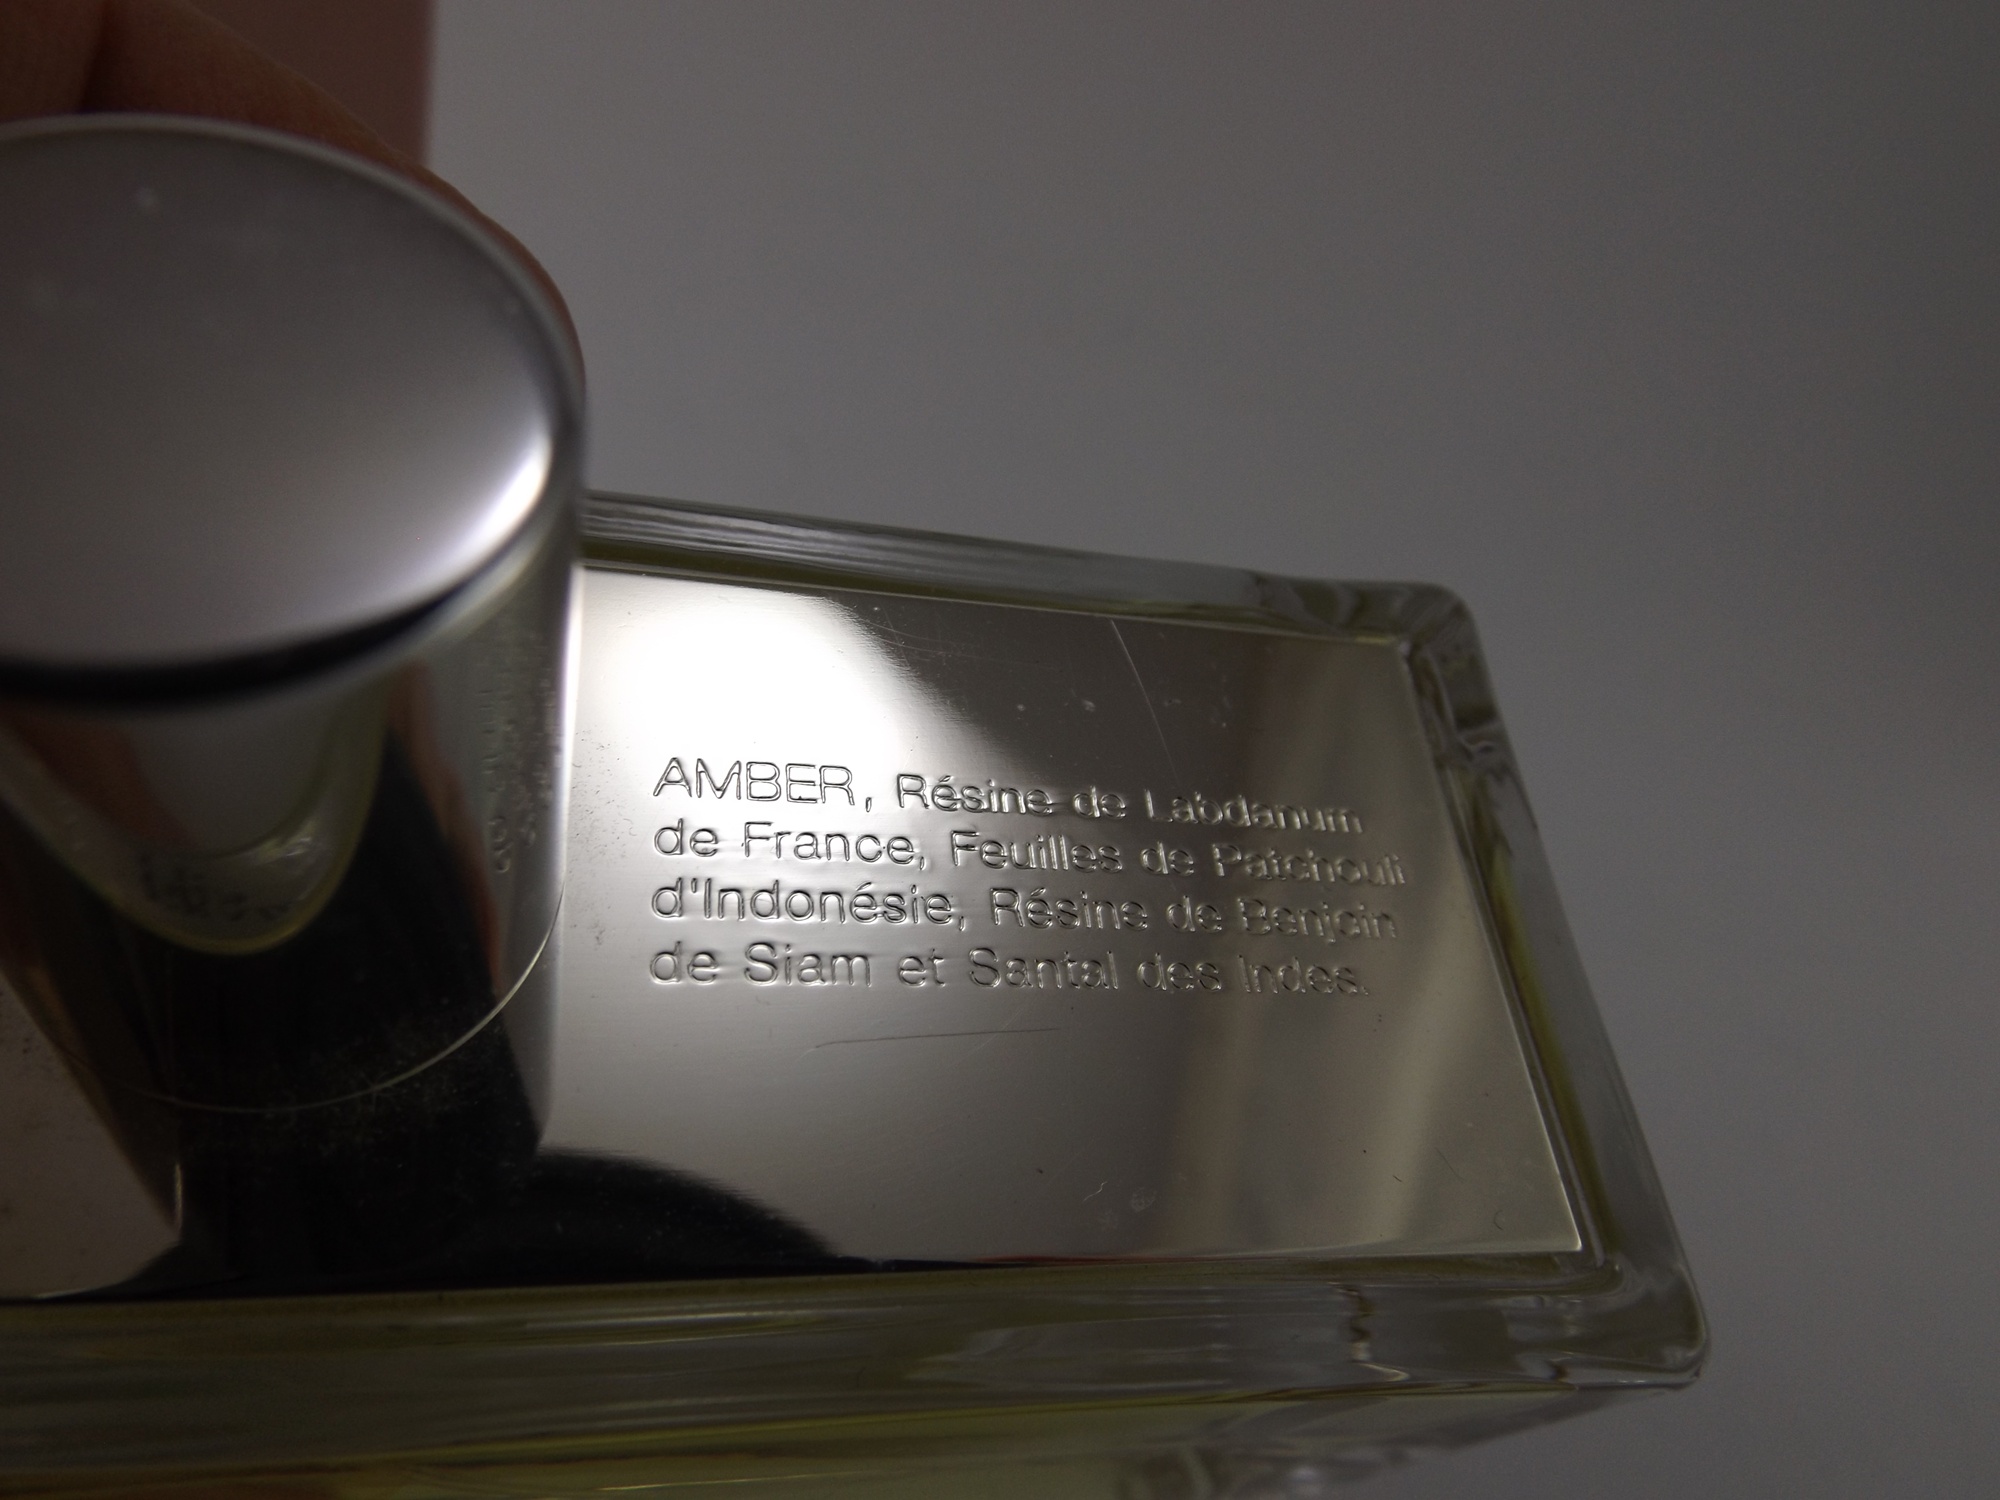 AMBER, Résine de Labdanum
de France, Feuilles de Patchouli
d'Indonésie, Résine de Benjoin
de Siam et Santal des Indes.